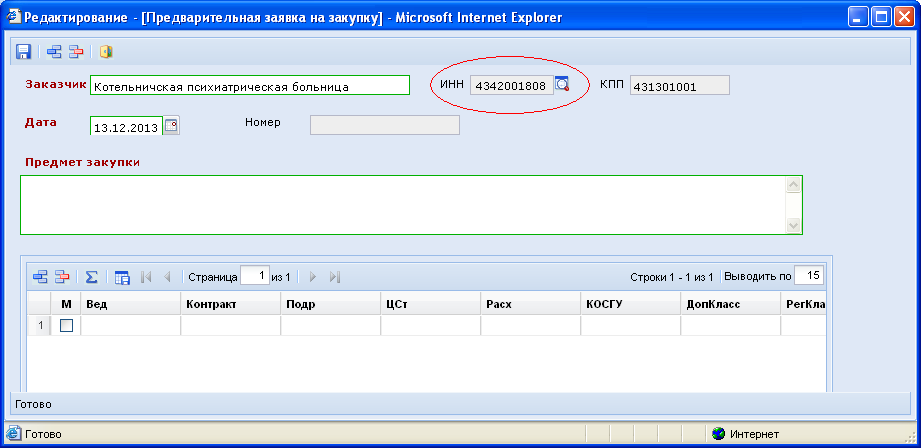 Редактирование - [Предварительная заявка на закупку] - Microsoft Internet Explorer
Заказчик Котельничская психиатрическая больница ИНН 4342001808 КПП 431301001
Дата 13.12.2013 Номер
Предмет закупки
Страница 1 из 1 Строки 1 - 1 из 1 Выводить по 15
М Вед Контракт Подр ЦСт Расх КОСГУ ДопКласс РегКла
1
Готово
Готово Интернет